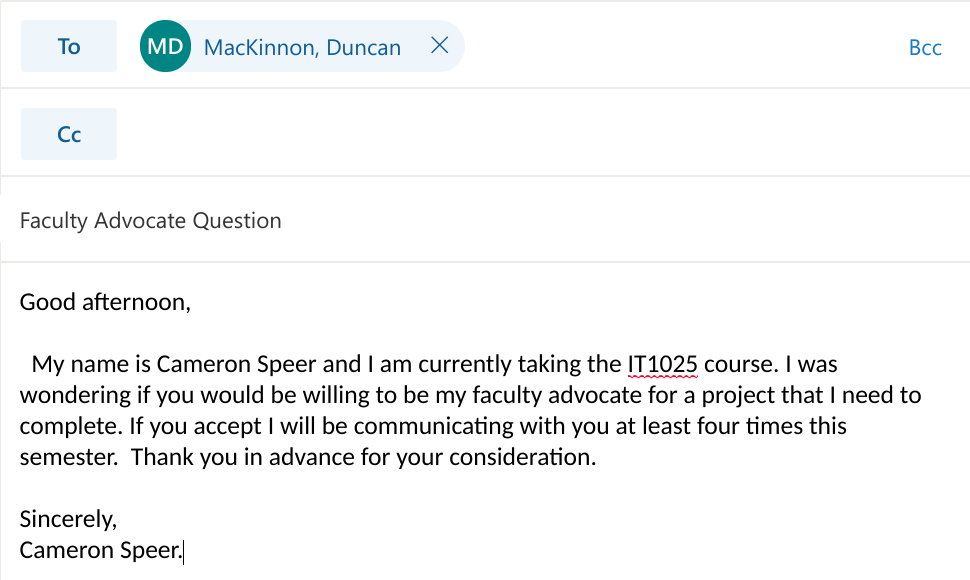 To MD MacKinnon, Duncan Bcc
Cc
Faculty Advocate Question
Good afternoon,
My name is Cameron Speer and I am currently taking the IT1025 course. I was
wondering if you would be willing to be my faculty advocate for a project that I need to
complete. If you accept I will be communicating with you at least four times this
semester.  Thank you in advance for your consideration.
Sincerely,
Cameron Speer.